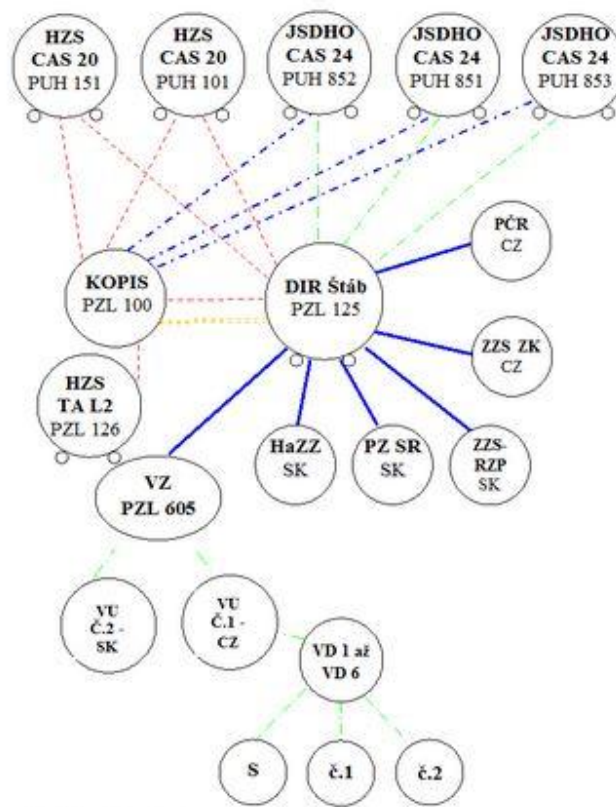 HZS
CAS 20
PUH 151
HZS
CAS 20
PUH 101
JSDHO
CAS 24
PUH 852
JSDHO
CAS 24
PUH 851
JSDHO
CAS 24
PUH 853
PČR
CZ
KOPIS
PZL 100
DIR Štáb
PZL 125
ZZS ZK
CZ
HZS
TA L2
PZL 126
HaZZ
SK
PZ SR
SK
ZZS-
RZP
SK
VZ
PZL 605
VU
Č.2 -
SK
VU
Č.1 -
CZ
VD 1 až
VD 6
S
č.1
č.2